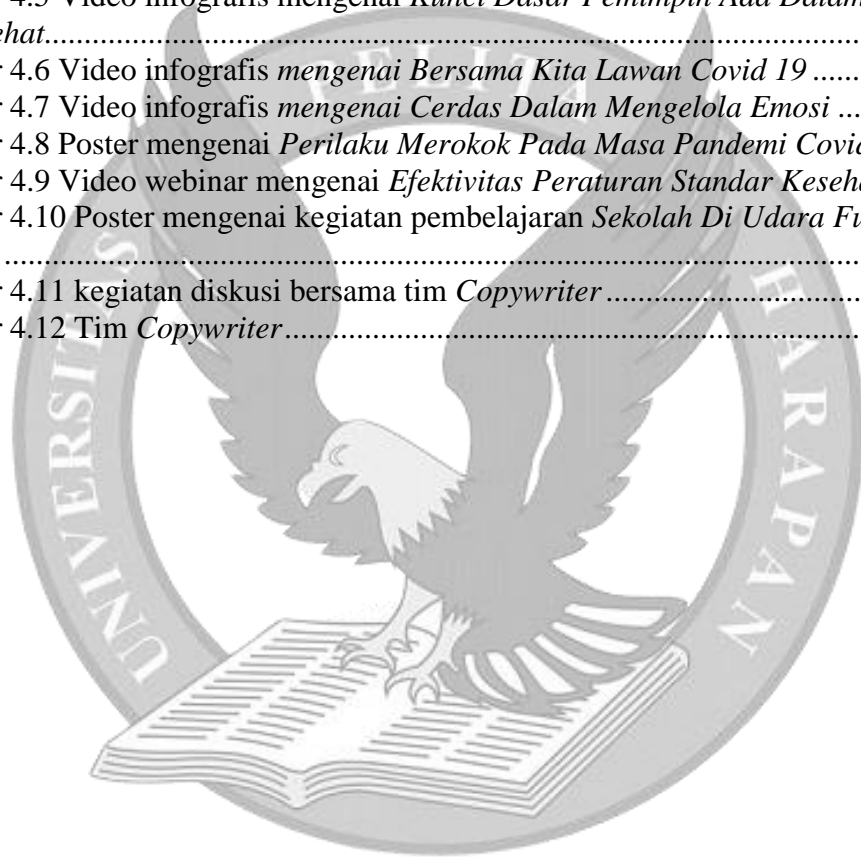 4.5 Video infografis mengenai Kunci Dasar Pemimpin Ada Dalam
ehat..........................................................................................................
r 4.6 Video infografis mengenai Bersama Kita Lawan Covid 19 ..........
r 4.7 Video infografis mengenai Cerdas Dalam Mengelola Emosi ...
r 4.8 Poster mengenai Perilaku Merokok Pada Masa Pandemi Covid
r 4.9 Video webinar mengenai Efektivitas Peraturan Standar Keseha
r 4.10 Poster mengenai kegiatan pembelajaran Sekolah Di Udara Fu
..........................................................................................................
r 4.11 kegiatan diskusi bersama tim Copywriter ................................
r 4.12 Tim Copywriter.......................................................................
UNIVERSITAS PELITA HARAPAN